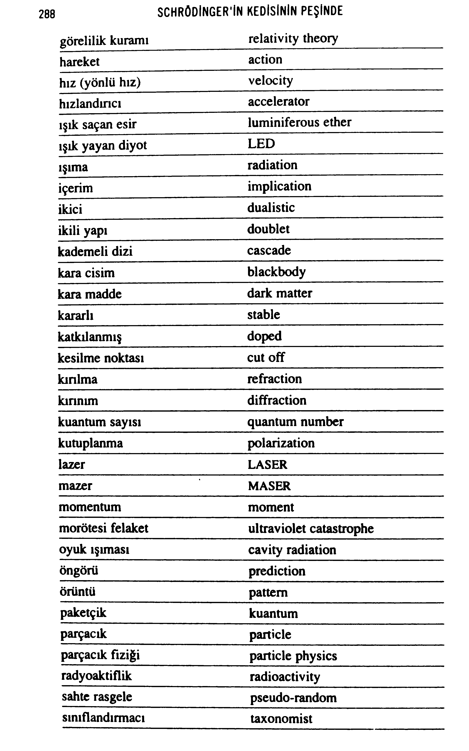 288 SCHRÖDINGER'İN KEDİSİNİN PEŞİNDE
görelilik kuramı relativity theory
hareket action
hız (yönlü hız) velocity
hızlandırıcı accelerator
ışık saçan esir luminiferous ether
ışık yayan diyot LED
ışıma radiation
içerim implication
ikici dualistic
ikili yapı doublet
kademeli dizi cascade
kara cisim blackbody
kara madde dark matter
kararlı stable
katkılanmış doped
kesilme noktası cut off
kırılma refraction
kırınım diffraction
kuantum sayısı quantum number
kutuplanma polarization
lazer LASER
mazer MASER
momentum moment
morötesi felaket ultraviolet catastrophe
oyuk ışıması cavity radiation
öngörü prediction
örüntü pattern
paketçik kuantum
parçacık particle
parçacık fiziği particle physics
radyoaktiflik radioactivity
sahte rasgele pseudo-random
sınıflandırmacı taxonomist